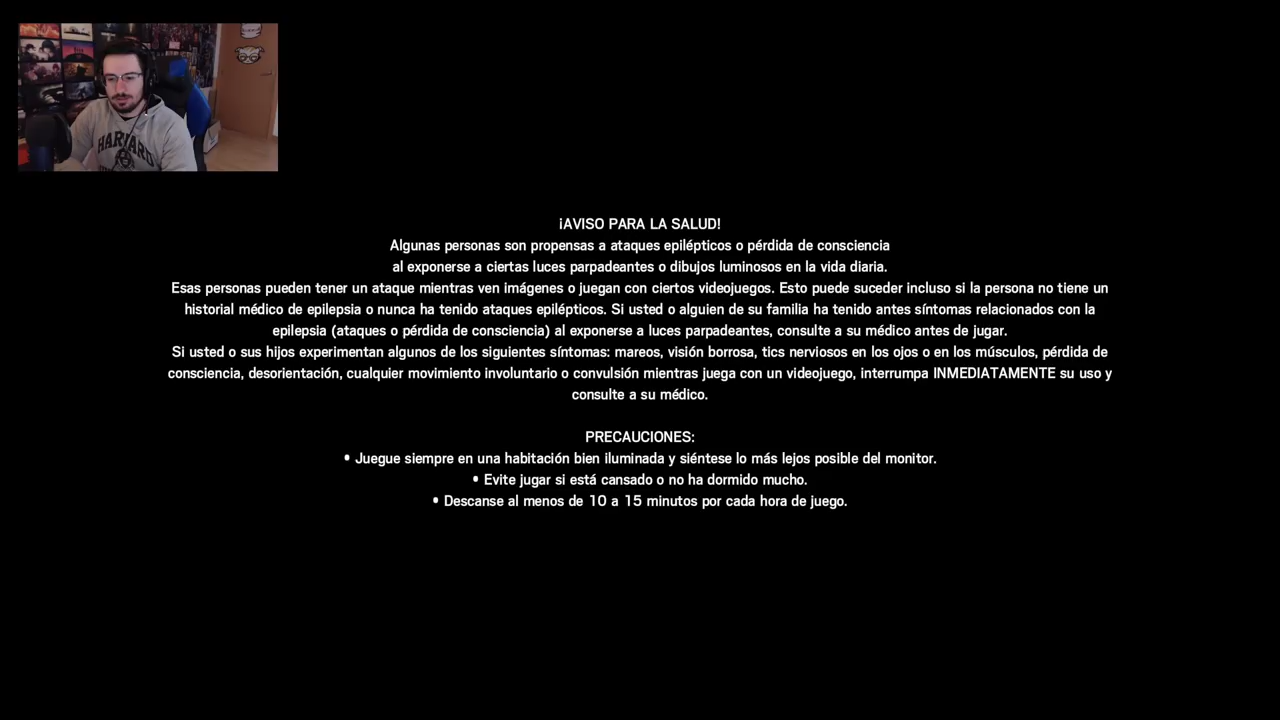 HARVARD
¡AVISO PARA LA SALUD!
Algunas personas son propensas a ataques epilépticos o pérdida de consciencia
al exponerse a ciertas luces parpadeantes o dibujos luminosos en la vida diaria.
Esas personas pueden tener un ataque mientras ven imágenes o juegan con ciertos videojuegos. Esto puede suceder incluso si la persona no tiene un
historial médico de epilepsia o nunca ha tenido ataques epilépticos. Si usted o alguien de su familia ha tenido antes síntomas relacionados con la
epilepsia (ataques o pérdida de consciencia) al exponerse a luces parpadeantes, consulte a su médico antes de jugar.
Si usted o sus hijos experimentan algunos de los siguientes síntomas: mareos, visión borrosa, tics nerviosos en los ojos o en los músculos, pérdida de
consciencia, desorientación, cualquier movimiento involuntario o convulsión mientras juega con un videojuego, interrumpa INMEDIATAMENTE su uso y
consulte a su médico.
PRECAUCIONES:
• Juegue siempre en una habitación bien iluminada y siéntese lo más lejos posible del monitor.
• Evite jugar si está cansado o no ha dormido mucho.
• Descanse al menos de 10 a 15 minutos por cada hora de juego.